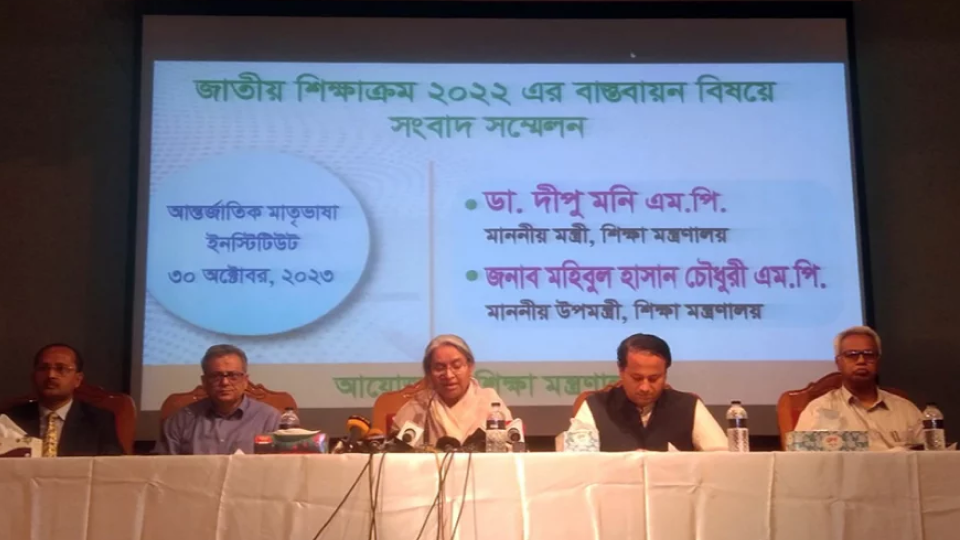 জাতীয় শিক্ষাক্রম ২০২২ এর বাস্তবায়ন বিষয়ে
সংবাদ সম্মেলন
আন্তর্জাতিক মাতৃভাষা
ইনস্টিটিউট
৩০ অক্টোবর, ২০২৩
ডা. দীপু মনি এম.পি.
মাননীয় মন্ত্রী, শিক্ষা মন্ত্রণালয়
জনাব মহিবুল হাসান চৌধুরী এম.পি.
মাননীয় উপমন্ত্রী, শিক্ষা মন্ত্রণালয়
শিক্ষা